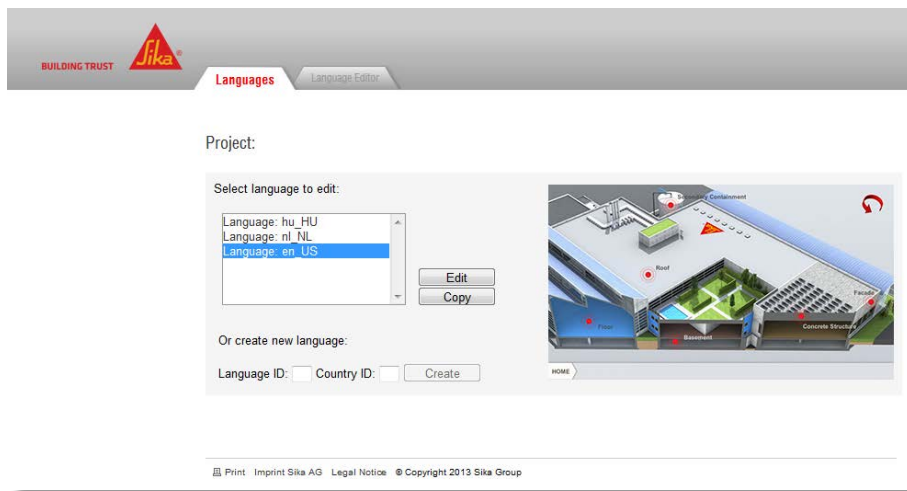 BUILDING TRUST
Sika®
Languages
Language Editor
Project:
Select language to edit:
Language: hu_HU
Language: nl_NL
Language: en_US
Edit
Copy
Or create new language:
Language ID:
Country ID:
Create
Secondary Containment
Roof
Facade
Floor
Concrete Structure
Basement
HOME
Print Imprint Sika AG Legal Notice © Copyright 2013 Sika Group